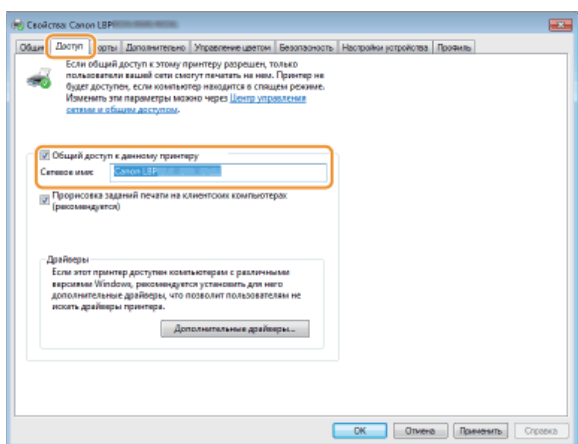 Свойства: Canon LBP
Общие Доступ орты Дополнительно Управление цветом Безопасность Настройки устройства Профиль
Если общий доступ к этому принтеру разрешен, только
пользователи вашей сети смогут печатать на нем. Принтер не
будет доступен, если компьютер находится в спящем режиме.
Изменить эти параметры можно через Центр управления
сетями и общим доступом.
Общий доступ к данному принтеру
Сетевое имя: Canon LBP
Прорисовка заданий печати на клиентских компьютерах
(рекомендуется)
Драйверы
Если этот принтер доступен компьютерам с различными
версиями Windows, рекомендуется установить для него
дополнительные драйверы, что позволит пользователям не
искать драйверы принтера.
Дополнительные драйверы...
OK Отмена Применить Справка